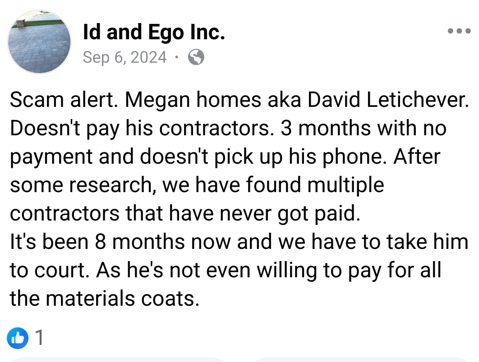 Id and Ego Inc.
Sep 6, 2024 ·
Scam alert. Megan homes aka David Letichever.
Doesn't pay his contractors. 3 months with no
payment and doesn't pick up his phone. After
some research, we have found multiple
contractors that have never got paid.
It's been 8 months now and we have to take him
to court. As he's not even willing to pay for all
the materials coats.
1